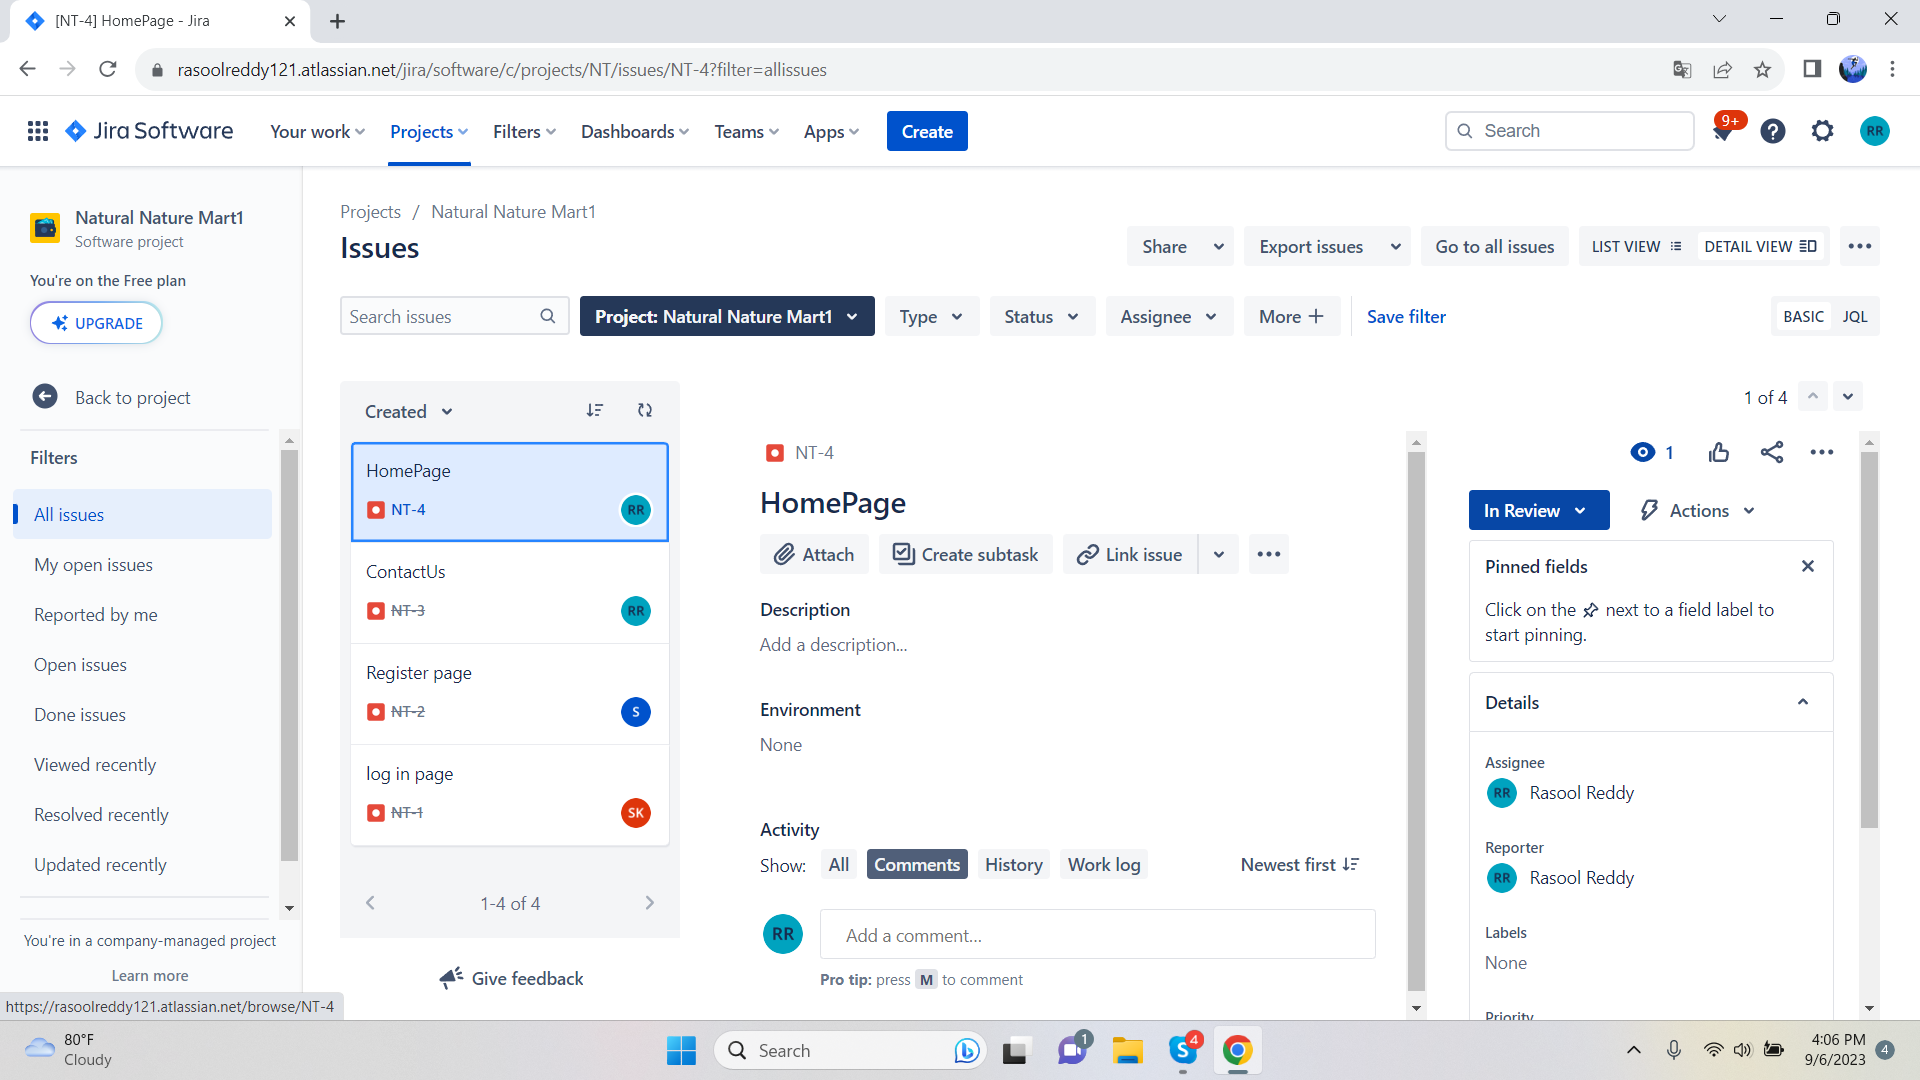 [NT-4] HomePage - Jira
rasoolreddy121.atlassian.net/jira/software/c/projects/NT/issues/NT-4?filter=allissues
Jira Software Your work Projects Filters Dashboards Teams Apps Create Search 9+ RR
Natural Nature Mart1
Software project
You're on the Free plan
UPGRADE
Back to project
Filters
All issues
My open issues
Reported by me
Open issues
Done issues
Viewed recently
Resolved recently
Updated recently
You're in a company-managed project
Learn more
https://rasoolreddy121.atlassian.net/browse/NT-4
Projects / Natural Nature Mart1
Issues
Share Export issues Go to all issues LIST VIEW DETAIL VIEW
Search issues Project: Natural Nature Mart1 Type Status Assignee More Save filter BASIC JQL
Created
HomePage
NT-4 RR
ContactUs
NT-3 RR
Register page
NT-2 S
log in page
NT-1 SK
1-4 of 4
Give feedback
1 of 4
NT-4
HomePage
Attach Create subtask Link issue
Description
Add a description...
Environment
None
Activity
Show: All Comments History Work log Newest first
RR Add a comment...
Pro tip: press M to comment
1
In Review Actions
Pinned fields
Click on the next to a field label to
start pinning.
Details
Assignee
RR Rasool Reddy
Reporter
RR Rasool Reddy
Labels
None
Priority
80°F
Cloudy
Search
1
S 4
4:06 PM
9/6/2023
4